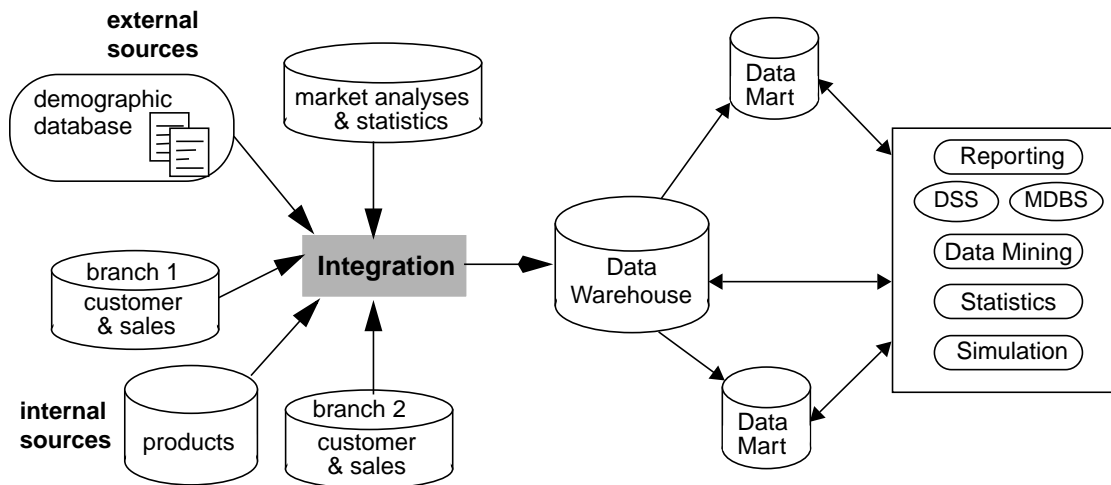 external
sources
demographic
database
market analyses
& statistics
branch 1
customer
& sales
Integration
internal
sources
products
branch 2
customer
& sales
Data
Warehouse
Data
Mart
Data
Mart
Reporting
DSS
MDBS
Data Mining
Statistics
Simulation